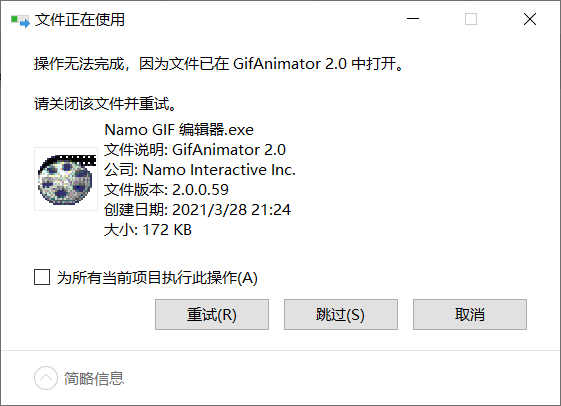 文件正在使用
操作无法完成，因为文件已在 GifAnimator 2.0 中打开。
请关闭该文件并重试。
Namo GIF 编辑器.exe
文件说明: GifAnimator 2.0
公司: Namo Interactive Inc.
文件版本: 2.0.0.59
创建日期: 2021/3/28 21:24
大小: 172 KB
为所有当前项目执行此操作(A)
重试(R) 跳过(S) 取消
简略信息